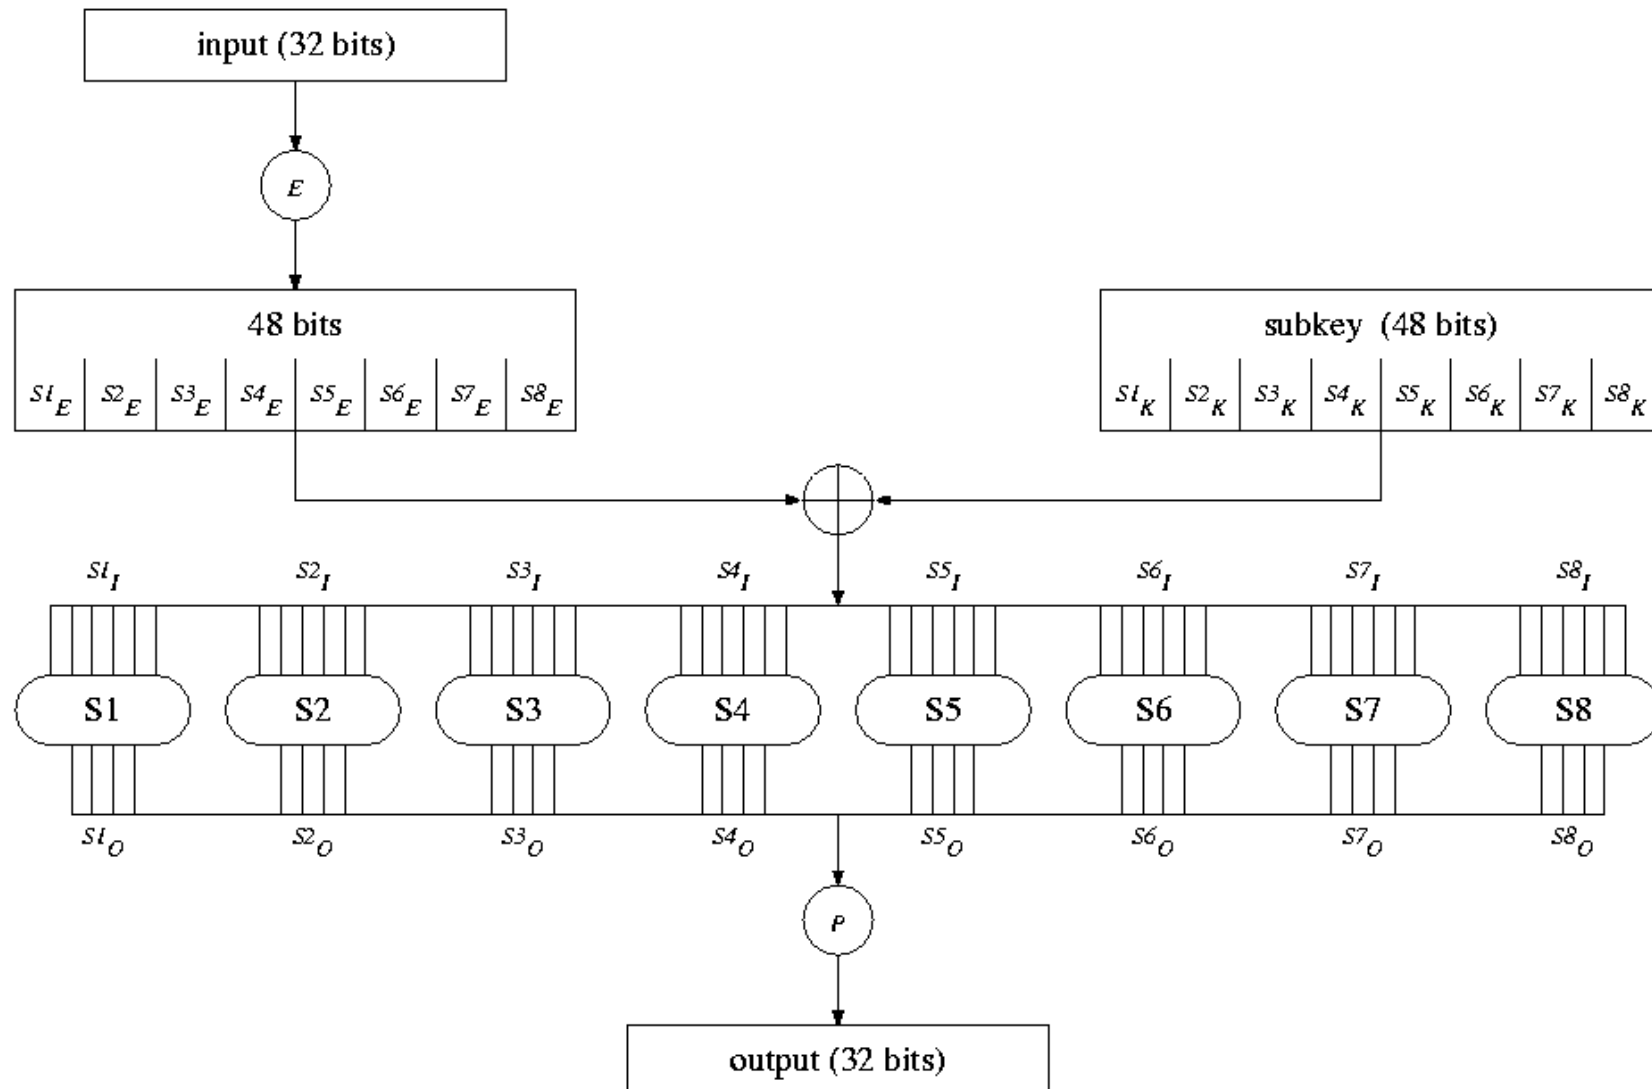 input (32 bits)
E
48 bits
subkey (48 bits)
S1E S2E S3E S4E S5E S6E S7E S8E
S1K S2K S3K S4K S5K S6K S7K S8K
S1I S2I S3I S4I S5I S6I S7I S8I
S1 S2 S3 S4 S5 S6 S7 S8
S1O S2O S3O S4O S5O S6O S7O S8O
P
output (32 bits)